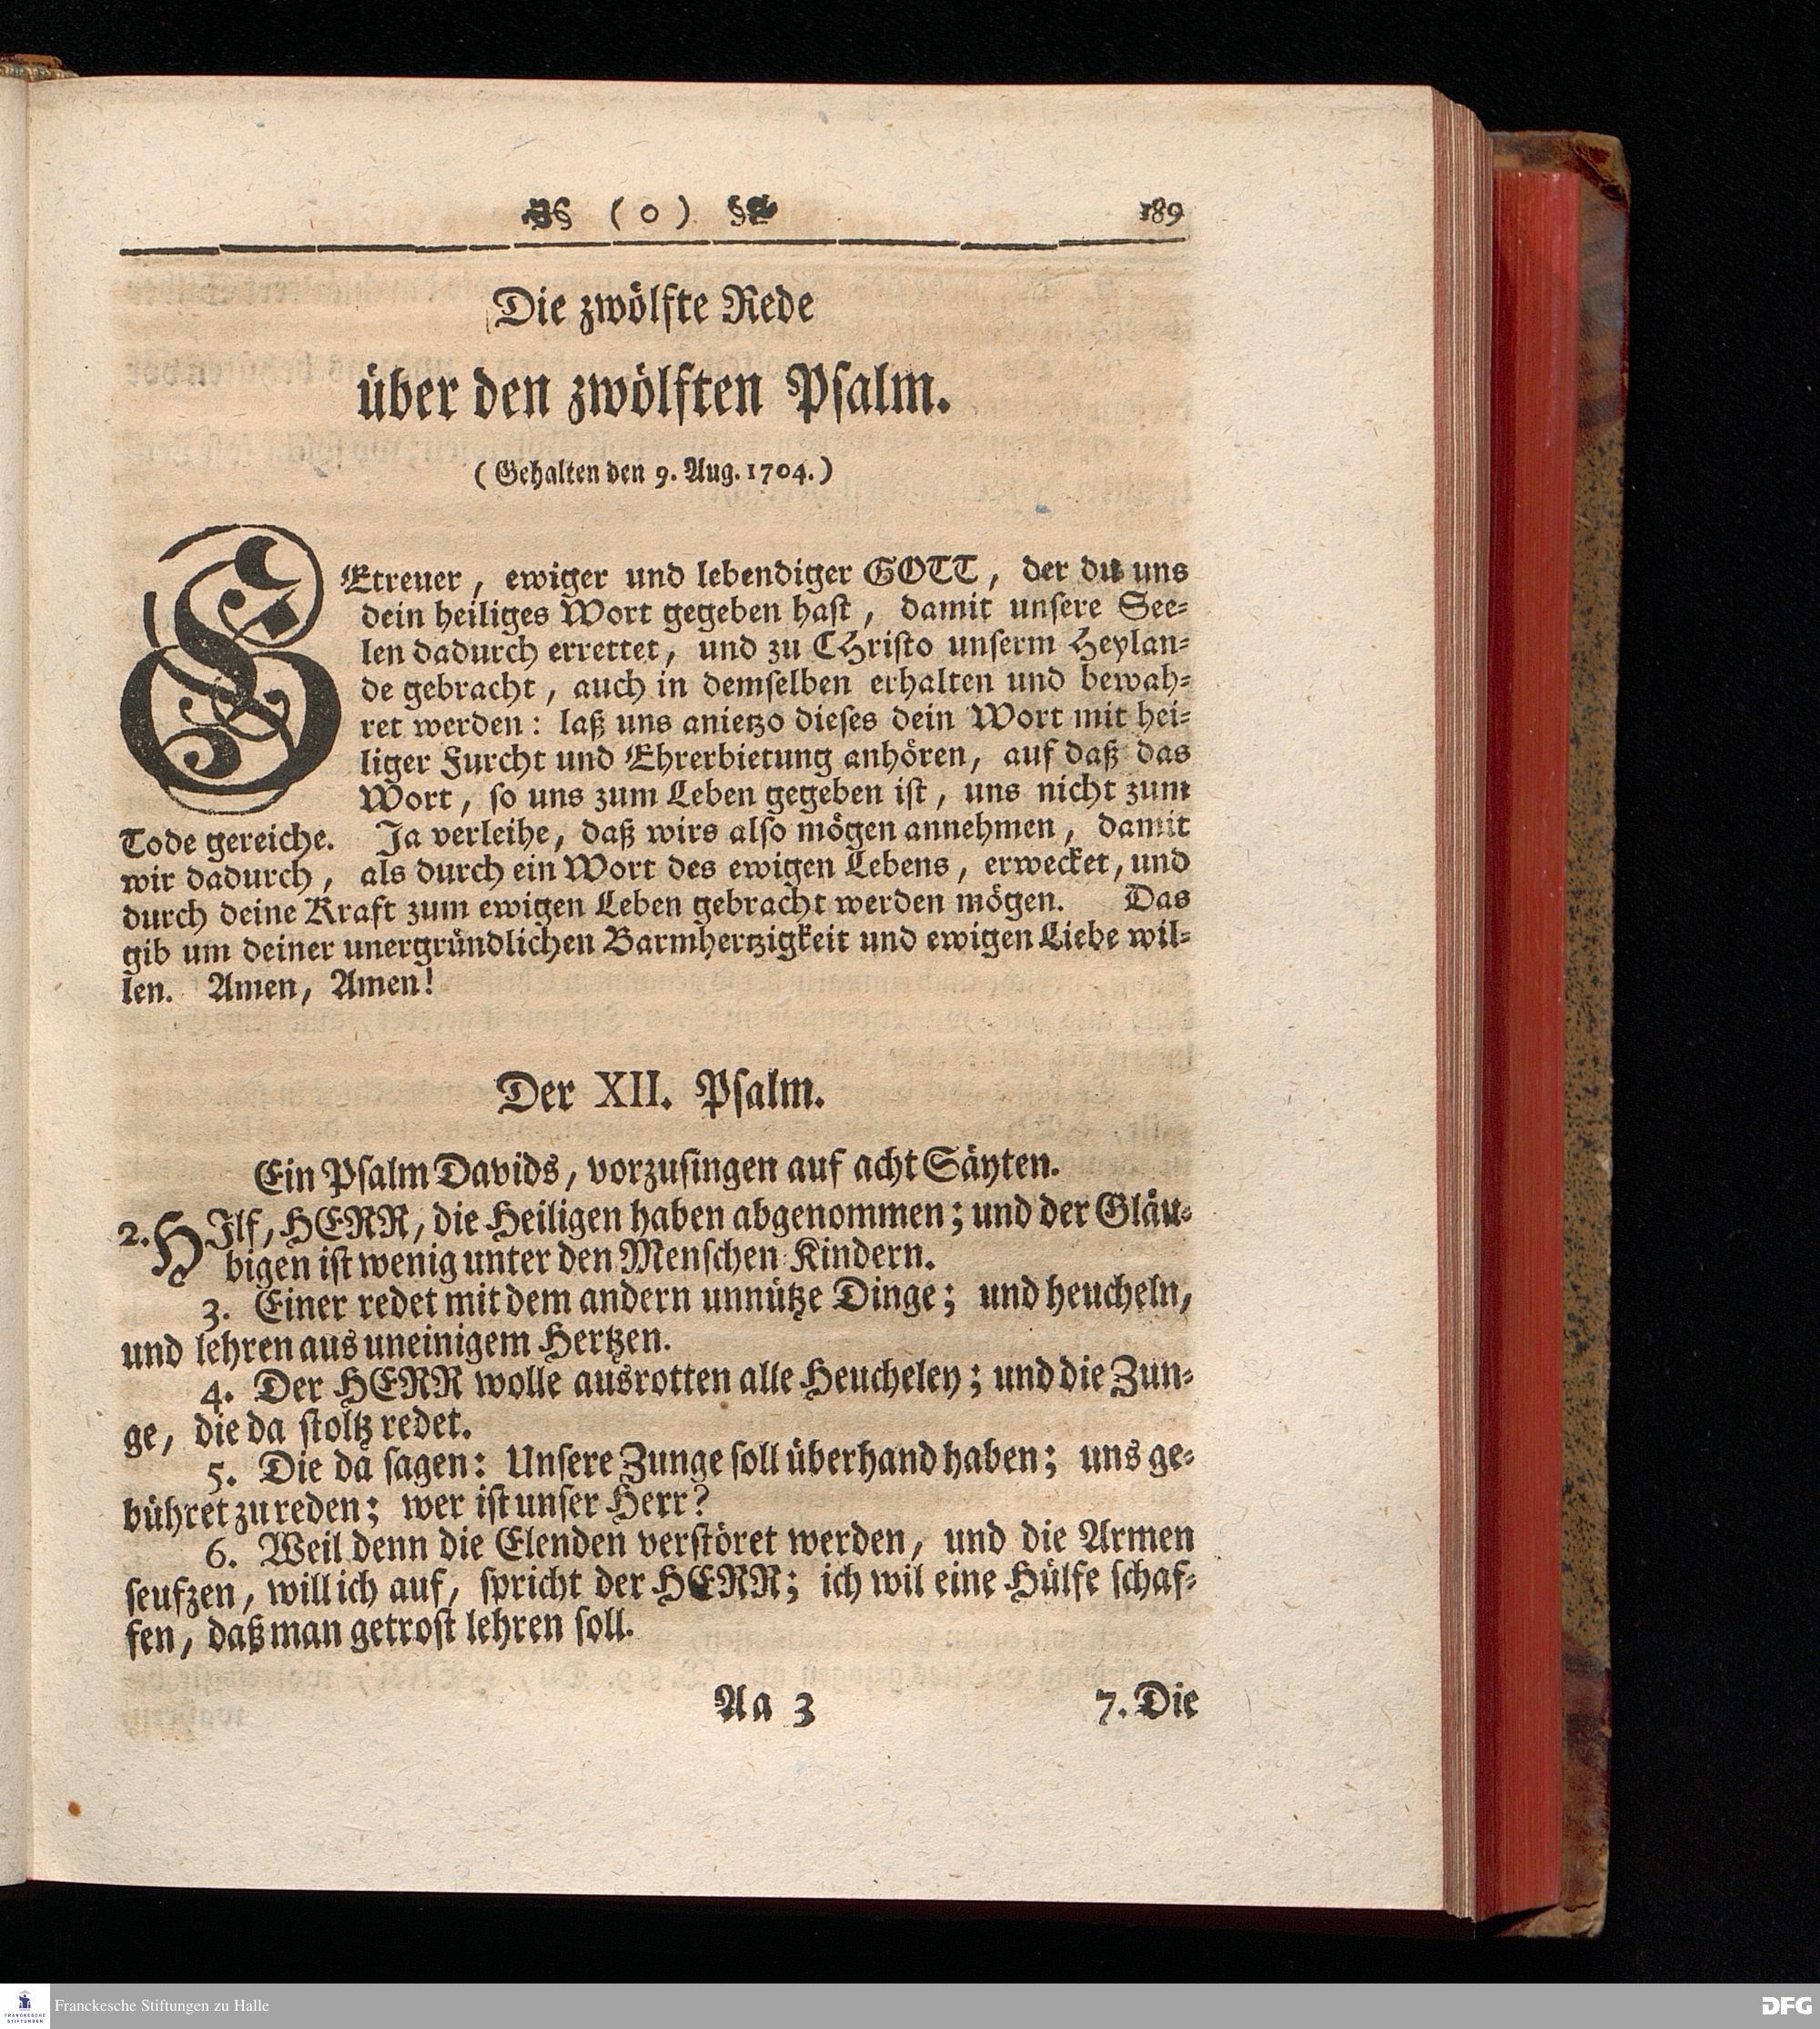 ( o ) 189
Die zwölfte Rede
über den zwölften Psalm.
(Gehalten den 9. Aug. 1704.)
GEtreuer, ewiger und lebendiger GOTT, der du uns
dein heiliges Wort gegeben hast, damit unsere See-
len dadurch errettet, und zu CHristo unserm Heylan-
de gebracht, auch in demselben erhalten und bewah-
ret werden: laß uns anietzo dieses dein Wort mit hei-
liger Furcht und Ehrerbietung anhören, auf daß das
Wort, so uns zum Leben gegeben ist, uns nicht zum
Tode gereiche. Ja verleihe, daß wirs also mögen annehmen, damit
wir dadurch, als durch ein Wort des ewigen Lebens, erwecket, und
durch deine Kraft zum ewigen Leben gebracht werden mögen. Das
gib um deiner unergründlichen Barmhertzigkeit und ewigen Liebe wil-
len. Amen, Amen!
Der XII. Psalm.
Ein Psalm Davids, vorzusingen auf acht Säyten.
2. HIlf, HERR, die Heiligen haben abgenommen; und der Gläu-
bigen ist wenig unter den Menschen-Kindern.
3. Einer redet mit dem andern unnütze Dinge; und heucheln,
und lehren aus uneinigem Hertzen.
4. Der HERR wolle ausrotten alle Heucheley; und die Zun-
ge, die da stoltz redet.
5. Die da sagen: Unsere Zunge soll überhand haben; uns ge-
bühret zu reden; wer ist unser Herr?
6. Weil denn die Elenden verstöret werden, und die Armen
seufzen, will ich auf, spricht der HERR; ich wil eine Hülfe schaf-
fen, daß man getrost lehren soll.
Aa 3 7. Die
FRANCKESCHE
STIFTUNGEN
Franckesche Stiftungen zu Halle
DFG